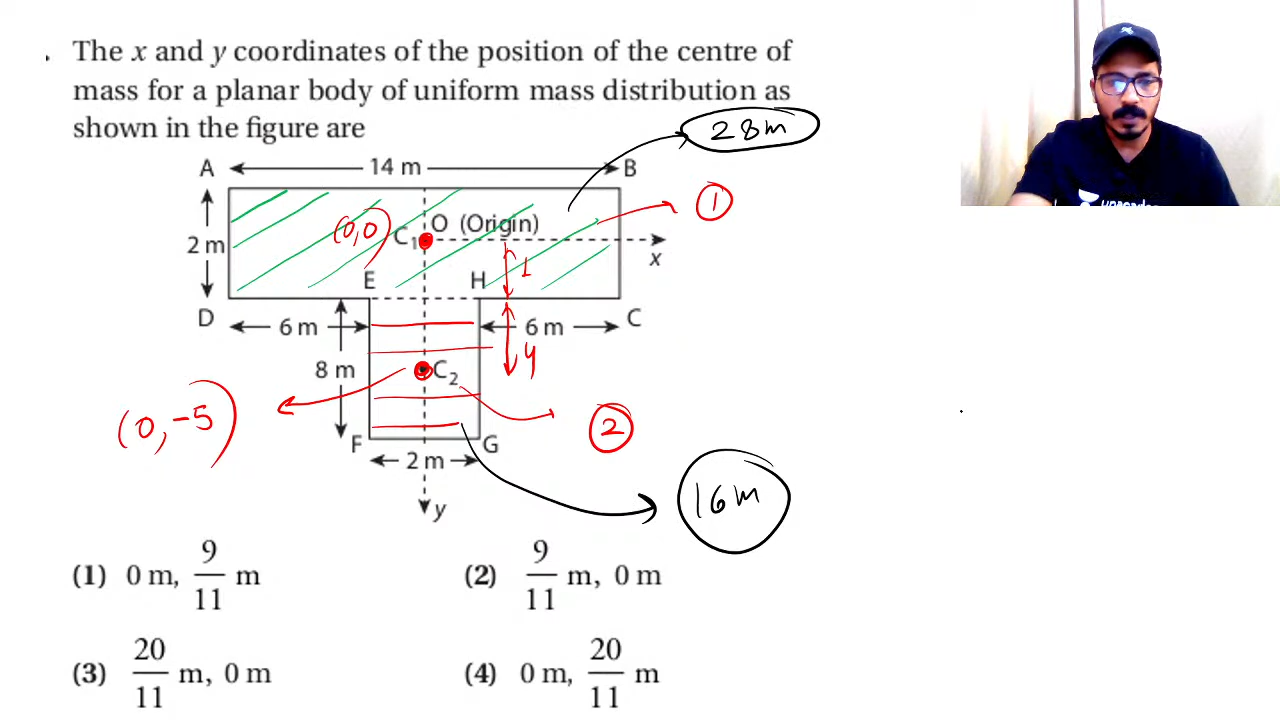 . The x and y coordinates of the position of the centre of
mass for a planar body of uniform mass distribution as
shown in the figure are
28m
A 14 m B
1
(0,0) C₁ O (Origin)
2 m
x
E H 1
D 6 m 6 m C
8 m C₂ 4
(0,-5)
2
F G
2 m
16m
y
(1) 0 m, 9/11 m (2) 9/11 m, 0 m
(3) 20/11 m, 0 m (4) 0 m, 20/11 m